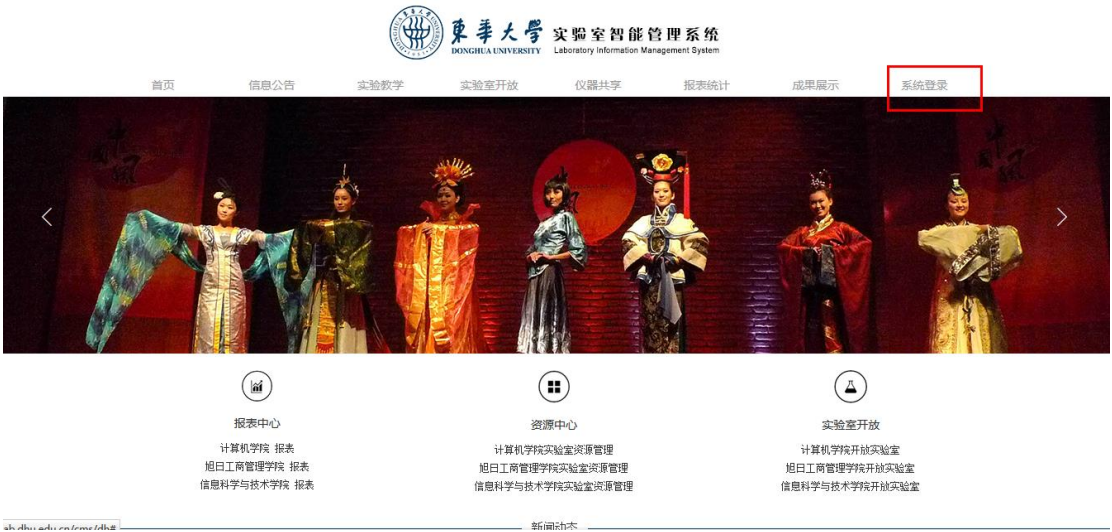 東華大學 实验室智能管理系统
DONGHUA UNIVERSITY Laboratory Information Management System
首页 信息公告 实验教学 实验室开放 仪器共享 报表统计 成果展示 系统登录
中国风
报表中心 资源中心 实验室开放
计算机学院 报表 计算机学院实验室资源管理 计算机学院开放实验室
旭日工商管理学院 报表 旭日工商管理学院实验室资源管理 旭日工商管理学院开放实验室
信息科学与技术学院 报表 信息科学与技术学院实验室资源管理 信息科学与技术学院开放实验室
新闻动态
ab.dhu.edu.cn/cms/db#